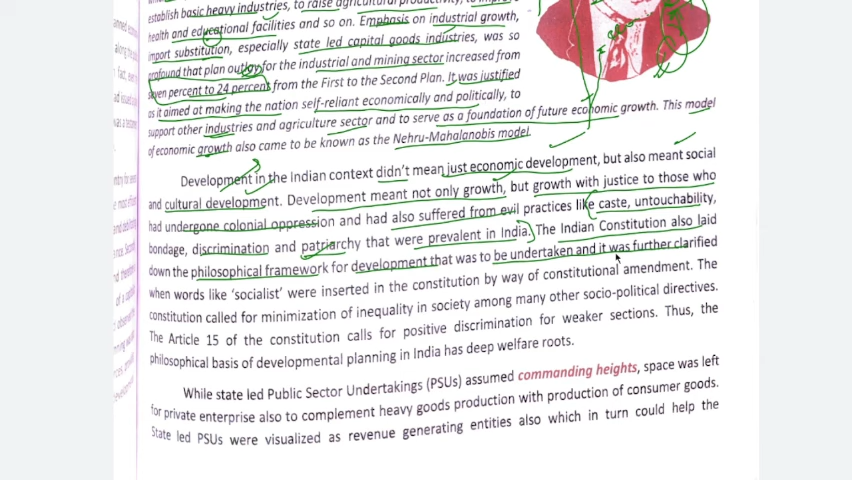 establish basic heavy industries, to raise agricultural productivity, to
health and educational facilities and so on. Emphasis on industrial growth,
import substitution, especially state led capital goods industries, was so
profound that plan outlay for the industrial and mining sector increased from
seven percent to 24 percent from the First to the Second Plan. It was justified
as it aimed at making the nation self-reliant economically and politically, to
support other industries and agriculture sector and to serve as a foundation of future economic growth. This model
of economic growth also came to be known as the Nehru-Mahalanobis model.
Development in the Indian context didn't mean just economic development, but also meant social
and cultural development. Development meant not only growth, but growth with justice to those who
had undergone colonial oppression and had also suffered from evil practices like caste, untouchability,
bondage, discrimination and patriarchy that were prevalent in India. The Indian Constitution also laid
down the philosophical framework for development that was to be undertaken and it was further clarified
when words like 'socialist' were inserted in the constitution by way of constitutional amendment. The
constitution called for minimization of inequality in society among many other socio-political directives.
The Article 15 of the constitution calls for positive discrimination for weaker sections. Thus, the
philosophical basis of developmental planning in India has deep welfare roots.
While state led Public Sector Undertakings (PSUs) assumed commanding heights, space was left
for private enterprise also to complement heavy goods production with production of consumer goods.
State led PSUs were visualized as revenue generating entities also which in turn could help the